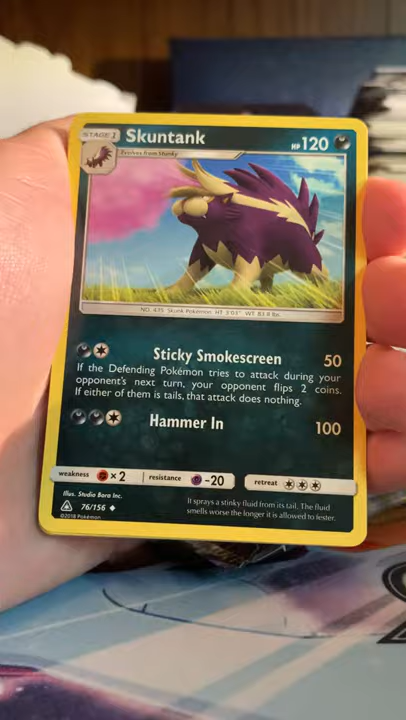 STAGE 1
Skuntank
HP 120
Evolves from Stunky
NO. 435 Skunk Pokémon HT: 3'03" WT: 83.8 lbs.
Sticky Smokescreen 50
If the Defending Pokémon tries to attack during your
opponent's next turn, your opponent flips 2 coins.
If either of them is tails, that attack does nothing.
Hammer In 100
weakness ×2 resistance -20 retreat
Illus. Studio Bora Inc.
76/156
©2018 Pokémon
It sprays a stinky fluid from its tail. The fluid
smells worse the longer it is allowed to fester.